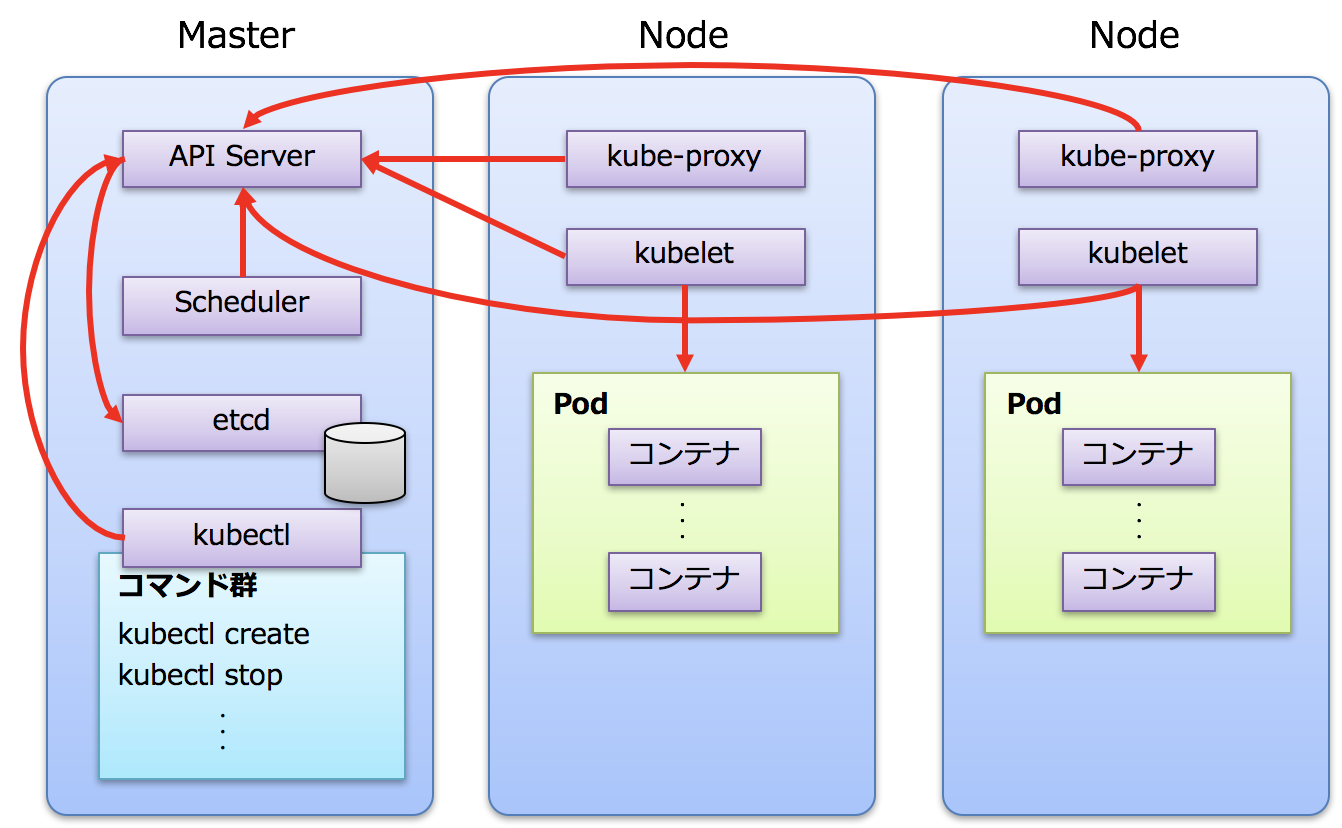 Master
API Server
Scheduler
etcd
kubectl
コマンド群
kubectl create
kubectl stop
Node
kube-proxy
kubelet
Pod
コンテナ
コンテナ
Node
kube-proxy
kubelet
Pod
コンテナ
コンテナ